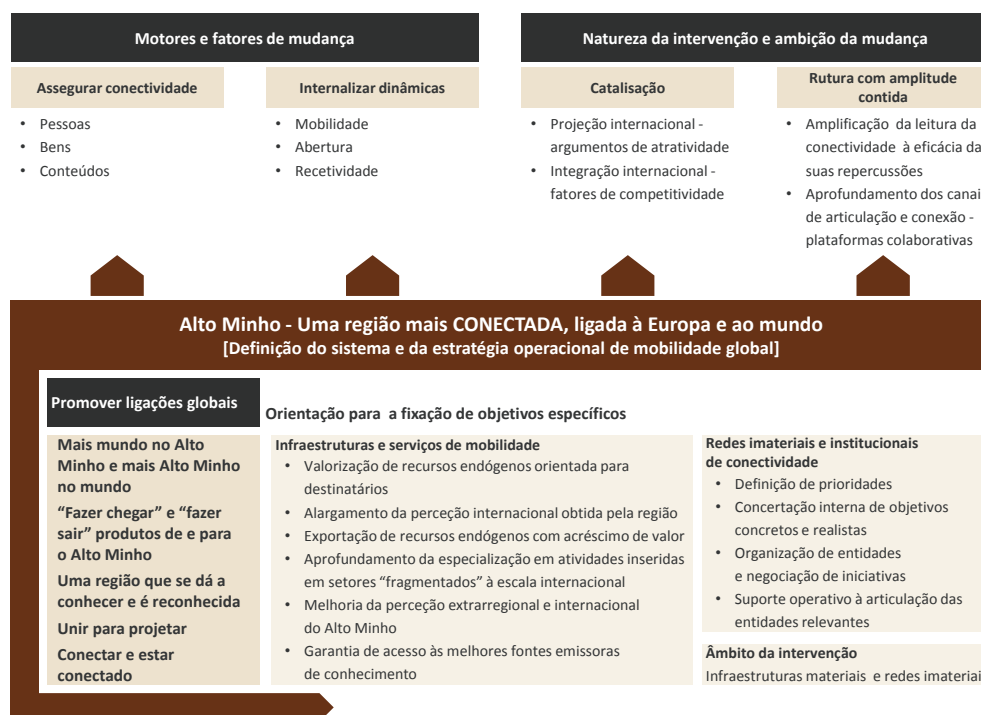 Motores e fatores de mudança
Natureza da intervenção e ambição da mudança
Assegurar conectividade
• Pessoas
• Bens
• Conteúdos
Internalizar dinâmicas
• Mobilidade
• Abertura
• Recetividade
Catalisação
• Projeção internacional -
argumentos de atratividade
• Integração internacional -
fatores de competitividade
Rutura com amplitude
contida
• Amplificação da leitura da
conectividade à eficácia da
suas repercussões
• Aprofundamento dos canai
de articulação e conexão -
plataformas colaborativas
Alto Minho - Uma região mais CONECTADA, ligada à Europa e ao mundo
[Definição do sistema e da estratégia operacional de mobilidade global]
Promover ligações globais
Orientação para a fixação de objetivos específicos
Mais mundo no Alto
Minho e mais Alto Minho
no mundo
“Fazer chegar” e “fazer
sair” produtos de e para
o Alto Minho
Uma região que se dá a
conhecer e é reconhecida
Unir para projetar
Conectar e estar
conectado
Infraestruturas e serviços de mobilidade
• Valorização de recursos endógenos orientada para
destinatários
• Alargamento da perceção internacional obtida pela região
• Exportação de recursos endógenos com acréscimo de valor
• Aprofundamento da especialização em atividades inseridas
em setores “fragmentados” à escala internacional
• Melhoria da perceção extrarregional e internacional
do Alto Minho
• Garantia de acesso às melhores fontes emissoras
de conhecimento
Redes imateriais e institucionais
de conectividade
• Definição de prioridades
• Concertação interna de objetivos
concretos e realistas
• Organização de entidades
e negociação de iniciativas
• Suporte operativo à articulação das
entidades relevantes
Âmbito da intervenção
Infraestruturas materiais e redes imateriai